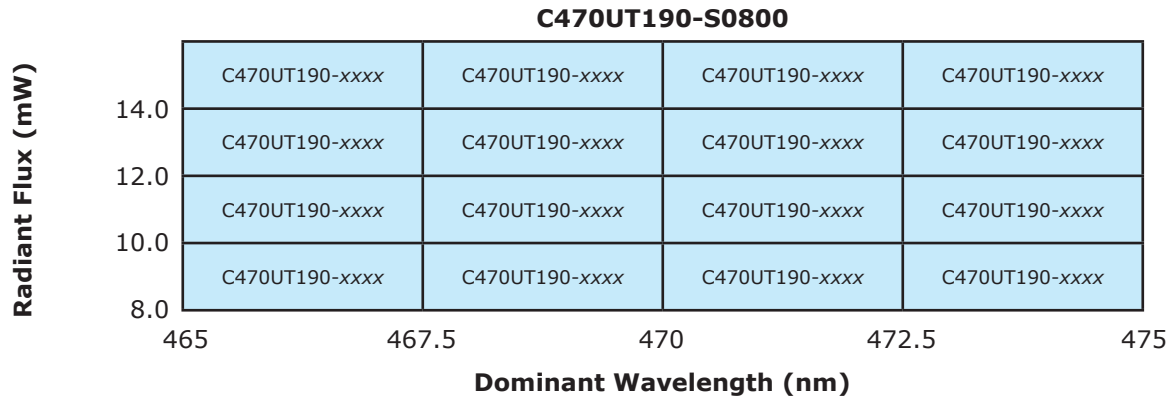 C470UT190-S0800
Radiant Flux (mW)
C470UT190-xxxx C470UT190-xxxx C470UT190-xxxx C470UT190-xxxx
14.0
C470UT190-xxxx C470UT190-xxxx C470UT190-xxxx C470UT190-xxxx
12.0
C470UT190-xxxx C470UT190-xxxx C470UT190-xxxx C470UT190-xxxx
10.0
C470UT190-xxxx C470UT190-xxxx C470UT190-xxxx C470UT190-xxxx
8.0
465 467.5 470 472.5 475
Dominant Wavelength (nm)